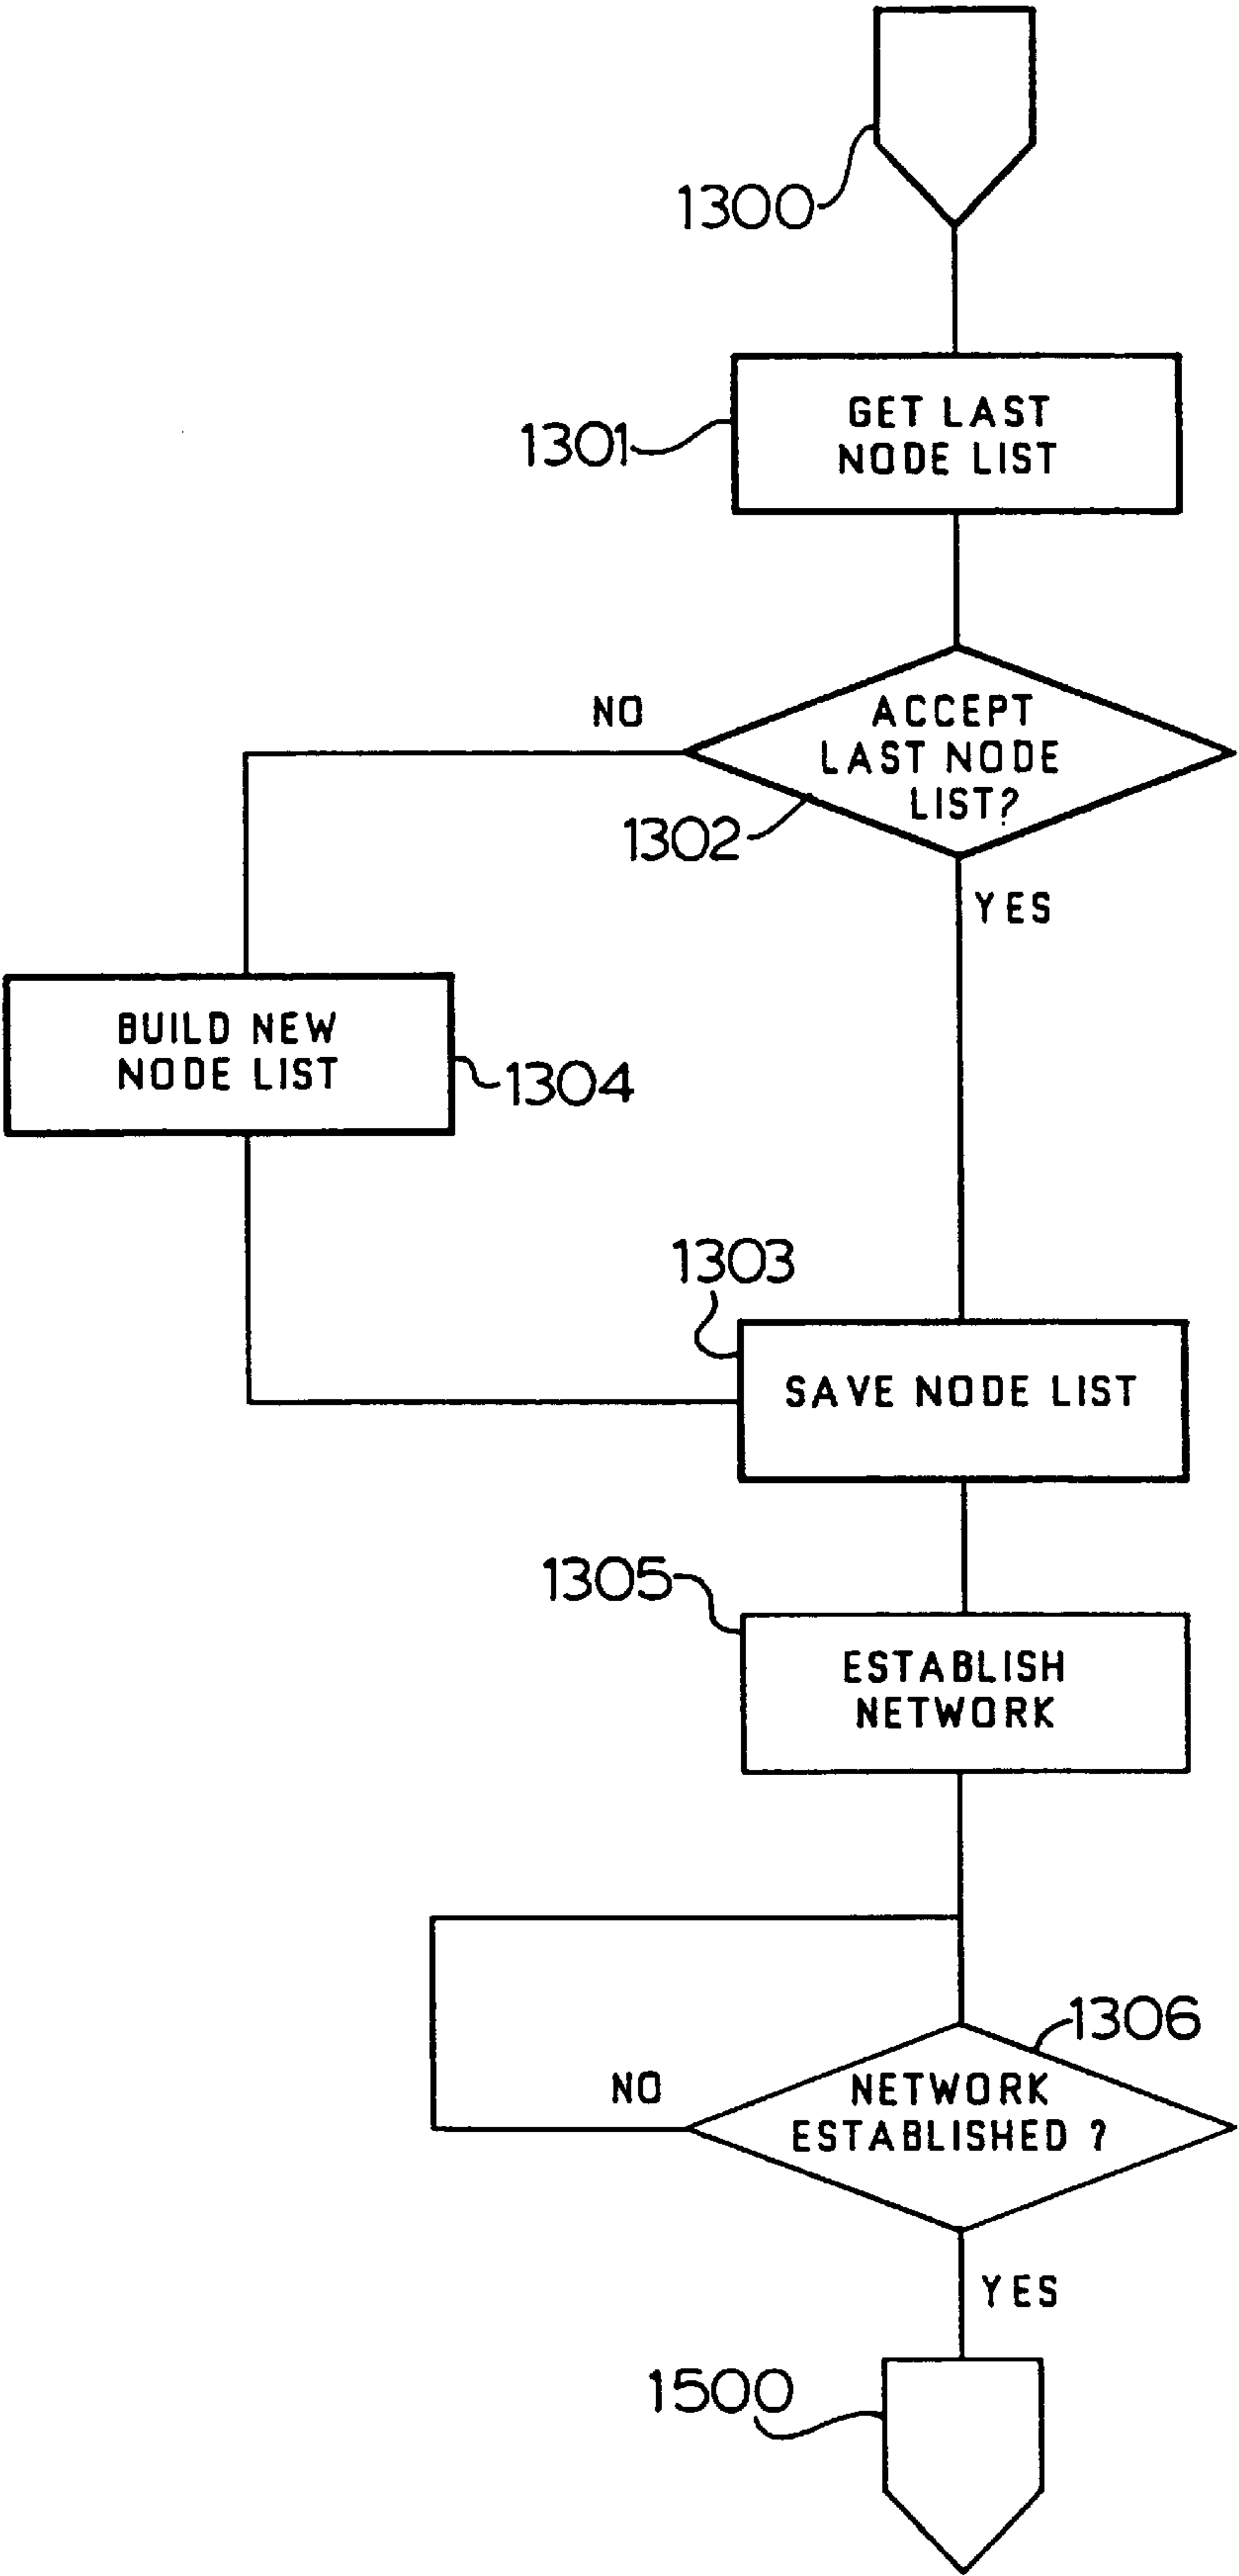 1300
1301
GET LAST
NODE LIST
NO
ACCEPT
LAST NODE
LIST?
1302
YES
BUILD NEW
NODE LIST
1304
1303
SAVE NODE LIST
1305
ESTABLISH
NETWORK
1306
NO
NETWORK
ESTABLISHED ?
YES
1500